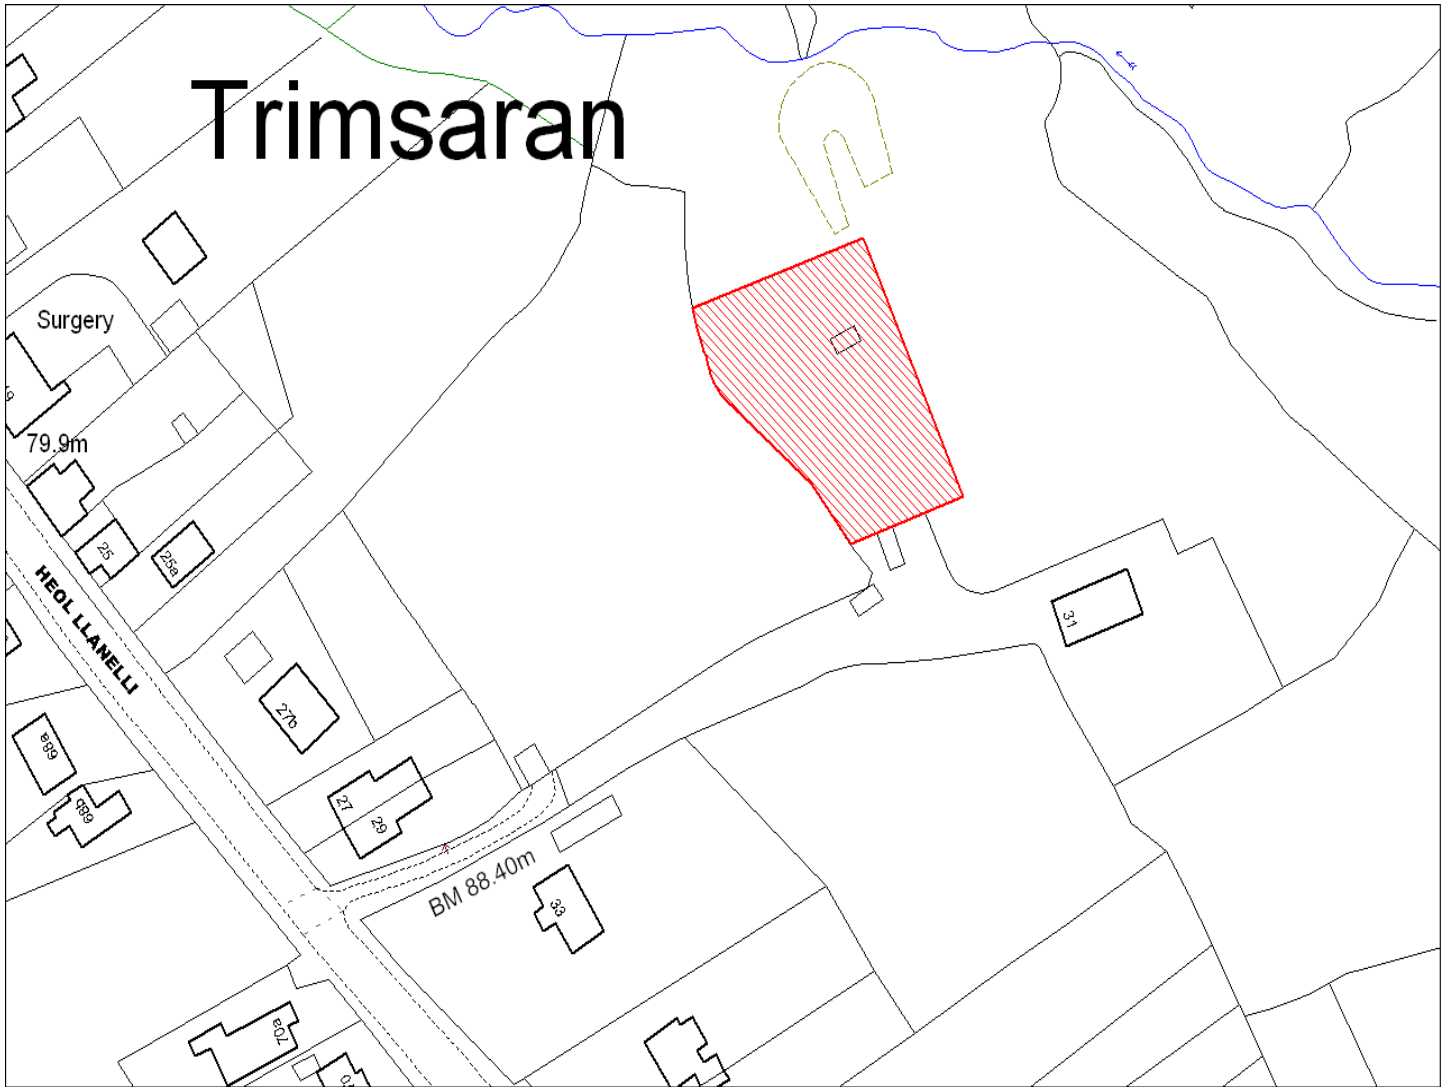 Trimsaran
Surgery
79.9m
25
25a
HEOL LLANELLI
31
27b
68a
68b
27
29
BM 88.40m
33
70a